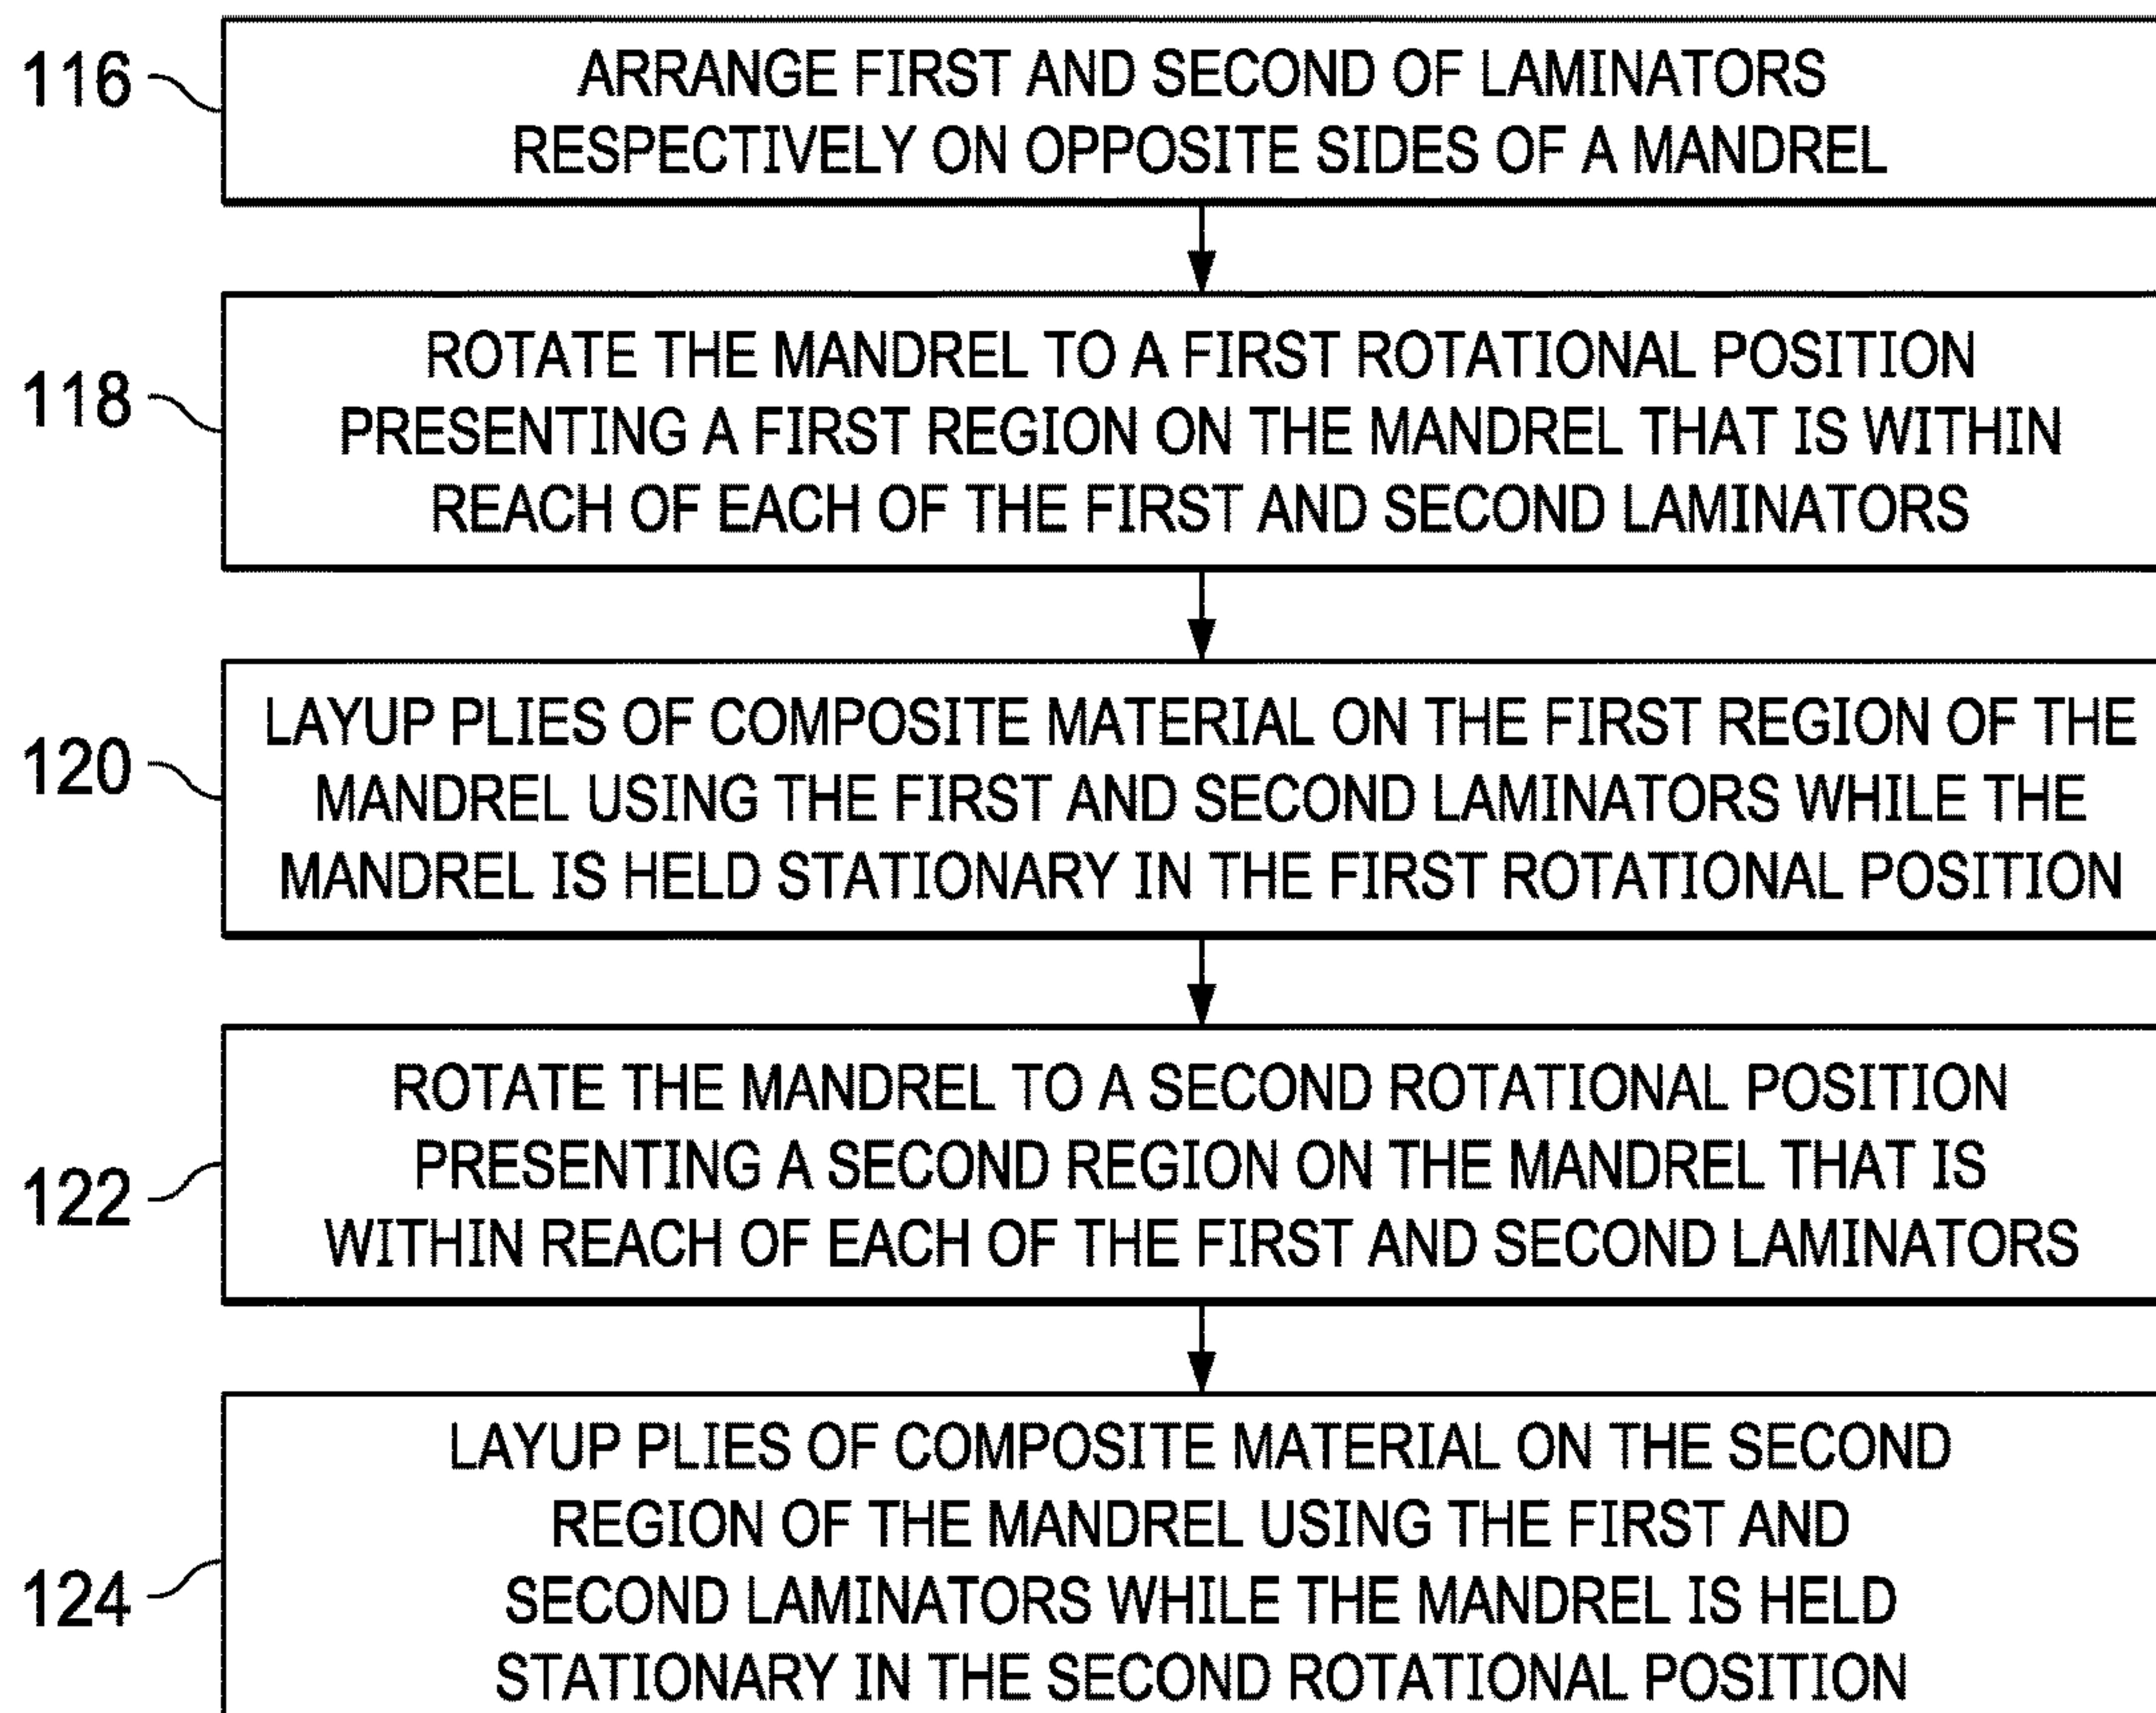 116
ARRANGE FIRST AND SECOND OF LAMINATORS
RESPECTIVELY ON OPPOSITE SIDES OF A MANDREL
118
ROTATE THE MANDREL TO A FIRST ROTATIONAL POSITION
PRESENTING A FIRST REGION ON THE MANDREL THAT IS WITHIN
REACH OF EACH OF THE FIRST AND SECOND LAMINATORS
120
LAYUP PLIES OF COMPOSITE MATERIAL ON THE FIRST REGION OF THE
MANDREL USING THE FIRST AND SECOND LAMINATORS WHILE THE
MANDREL IS HELD STATIONARY IN THE FIRST ROTATIONAL POSITION
122
ROTATE THE MANDREL TO A SECOND ROTATIONAL POSITION
PRESENTING A SECOND REGION ON THE MANDREL THAT IS
WITHIN REACH OF EACH OF THE FIRST AND SECOND LAMINATORS
124
LAYUP PLIES OF COMPOSITE MATERIAL ON THE SECOND
REGION OF THE MANDREL USING THE FIRST AND
SECOND LAMINATORS WHILE THE MANDREL IS HELD
STATIONARY IN THE SECOND ROTATIONAL POSITION